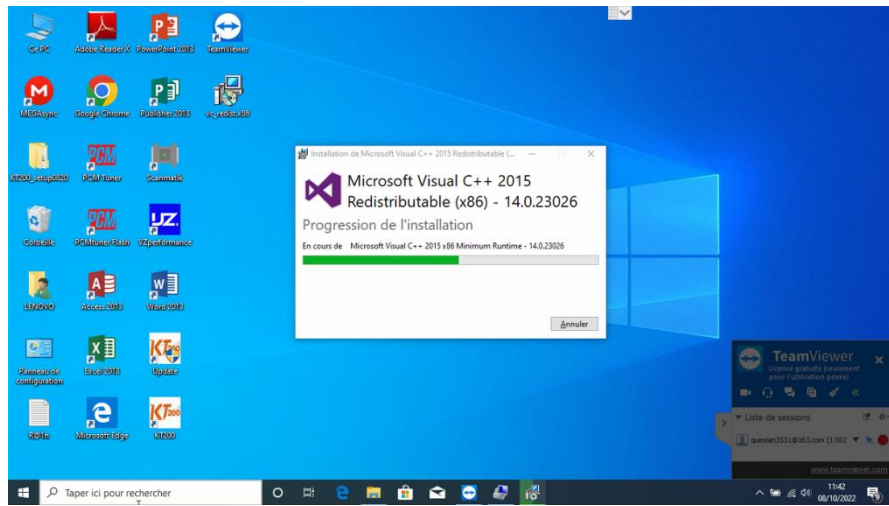 Ce PC
Adobe Reader X
PowerPoint 2013
TeamViewer
MEGAsync
Google Chrome
Publisher 2013
vc_redist.x86
KT200_setup0820
PCM Tuner
Scanmatik
Corbeille
PCMtuner Flash
VZperformance
LENOVO
Access 2013
Word 2013
Panneau de
configuration
Excel 2013
Update
Microsoft Edge
KT200
Installation de Microsoft Visual C++ 2015 Redistributable (...
Microsoft Visual C++ 2015
Redistributable (x86) - 14.0.23026
Progression de l'installation
En cours de Microsoft Visual C++ 2015 x86 Minimum Runtime - 14.0.23026
Annuler
TeamViewer
Licence gratuite (seulement
pour l'utilisation privée)
Liste de sessions
www.teamviewer.com
Taper ici pour rechercher
11:42
08/10/2022